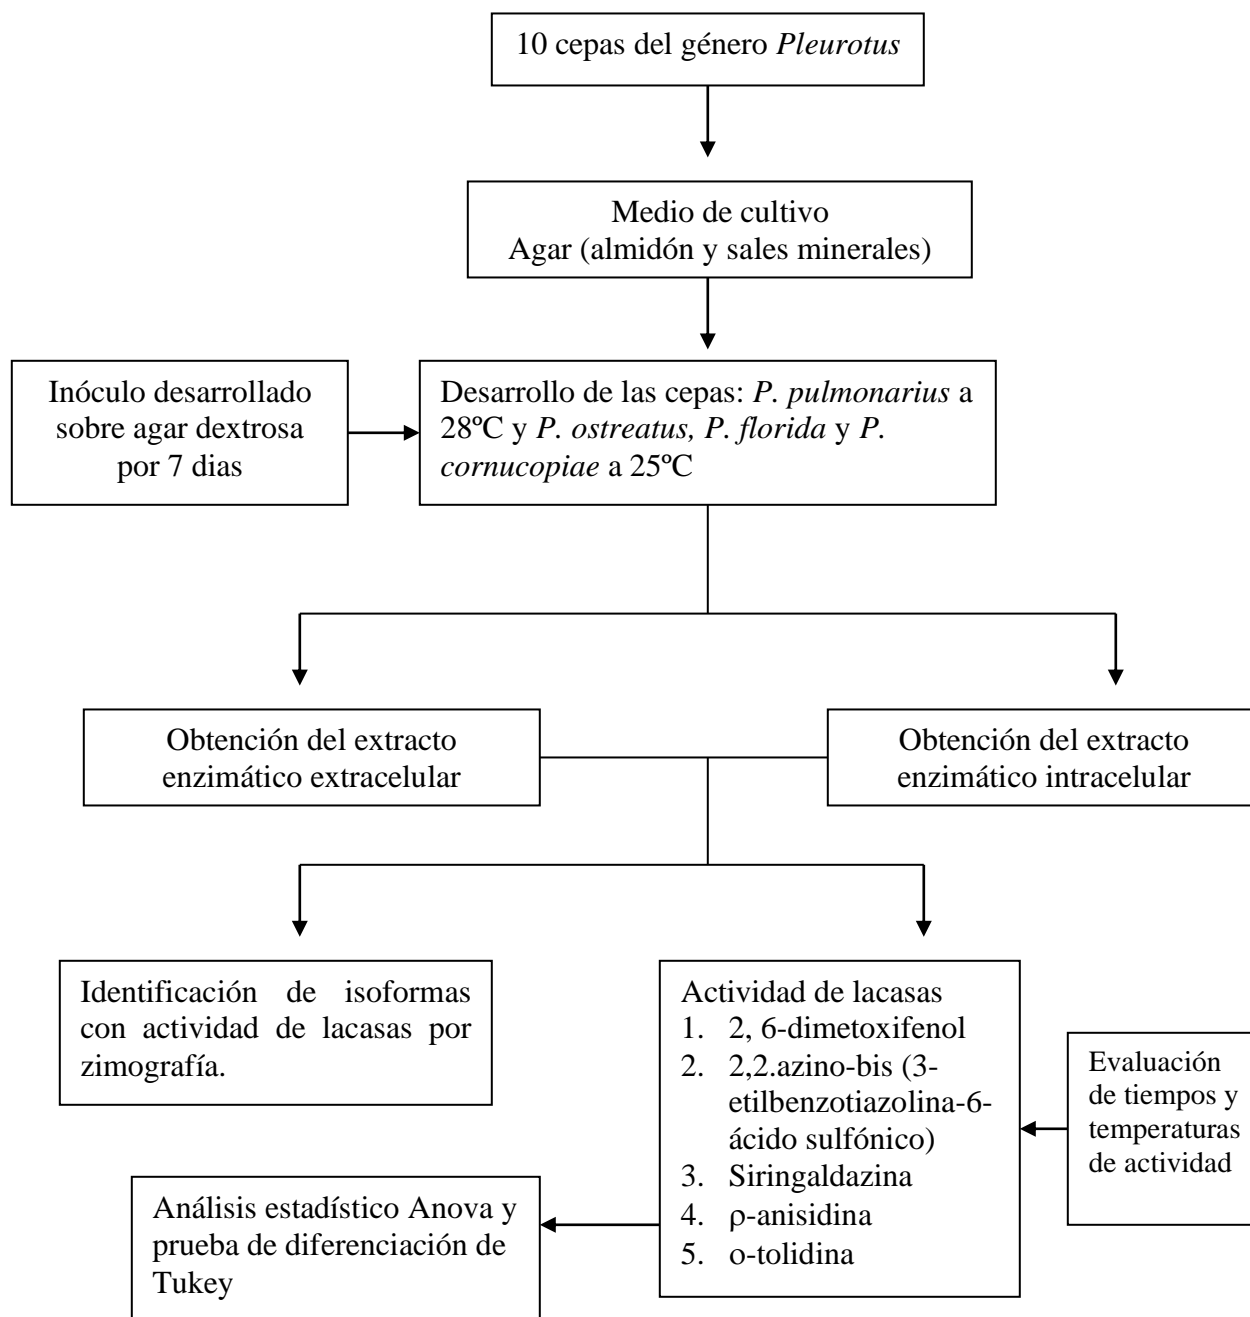 10 cepas del género Pleurotus
Medio de cultivo
Agar (almidón y sales minerales)
Inóculo desarrollado
sobre agar dextrosa
por 7 dias
Desarrollo de las cepas: P. pulmonarius a
28ºC y P. ostreatus, P. florida y P.
cornucopiae a 25ºC
Obtención del extracto
enzimático extracelular
Obtención del extracto
enzimático intracelular
Identificación de isoformas
con actividad de lacasas por
zimografía.
Actividad de lacasas
1. 2, 6-dimetoxifenol
2. 2,2.azino-bis (3-
etilbenzotiazolina-6-
ácido sulfónico)
3. Siringaldazina
4. ρ-anisidina
5. o-tolidina
Evaluación
de tiempos y
temperaturas
de actividad
Análisis estadístico Anova y
prueba de diferenciación de
Tukey